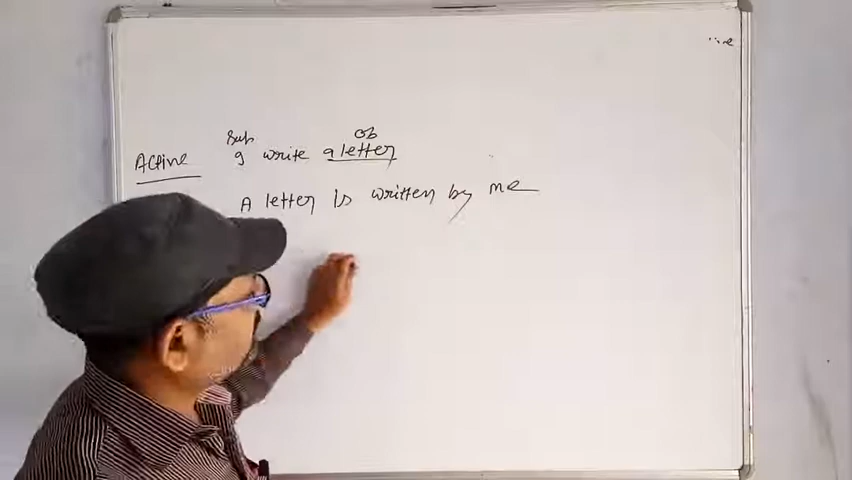 Sub ob
Active I write a letter
A letter is written by me